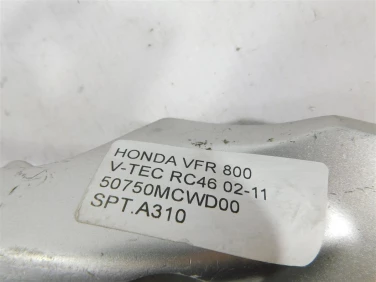 HONDA VFR 800
V-TEC RC46 02-11
50750MCWD00
SPT.A310